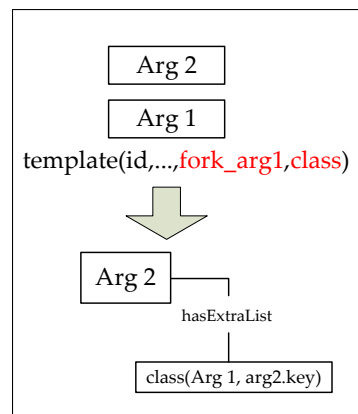 Arg 2
Arg 1
template(id,...,fork_arg1,class)
Arg 2
hasExtraList
class(Arg 1, arg2.key)